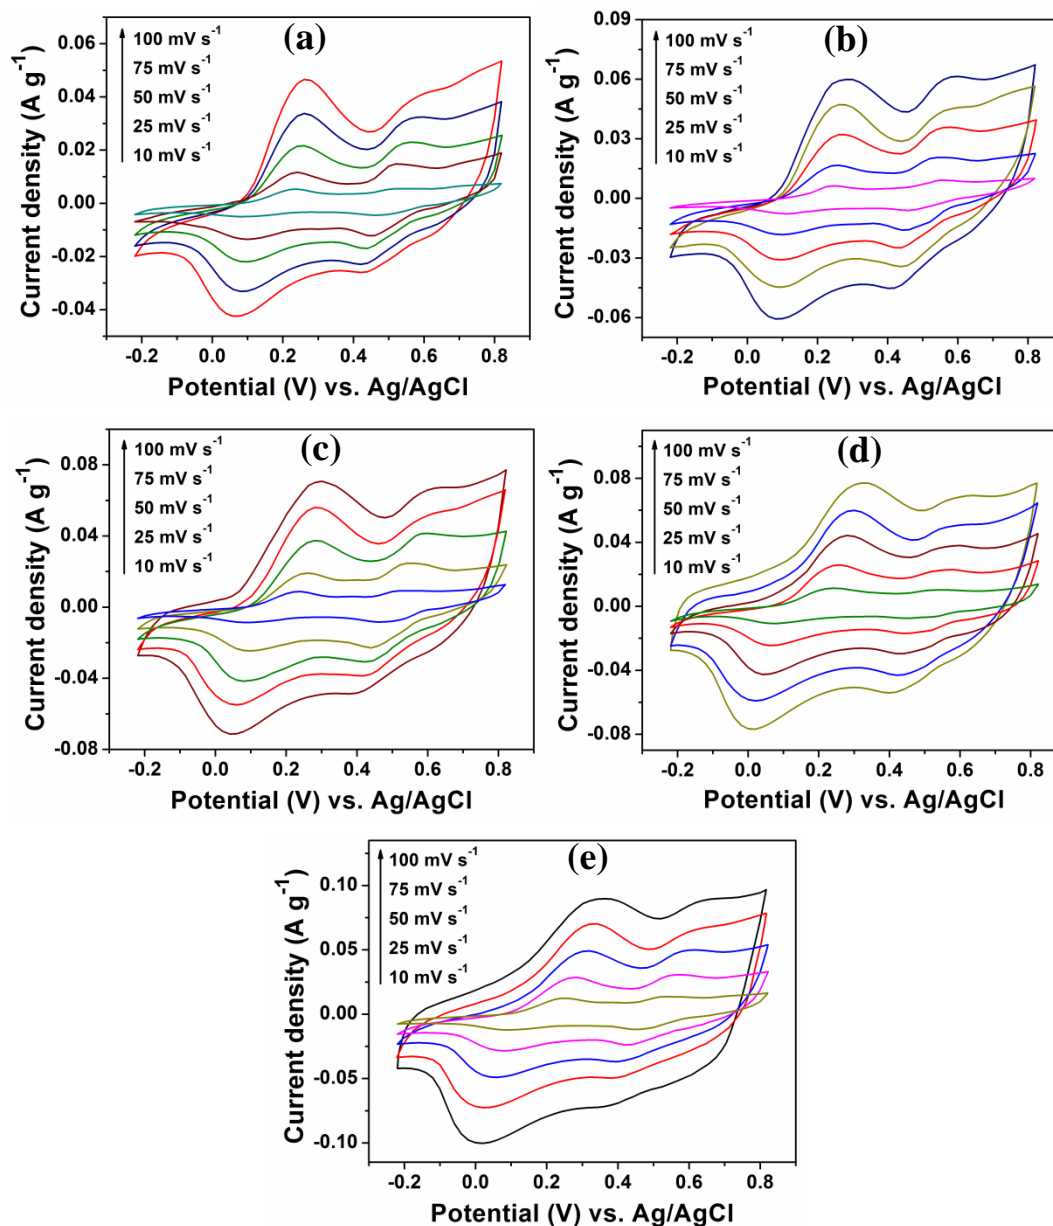 (a)
100 mV s⁻¹
75 mV s⁻¹
50 mV s⁻¹
25 mV s⁻¹
10 mV s⁻¹
0.06
0.04
0.02
0.00
-0.02
-0.04
Current density (A g⁻¹)
-0.2 0.0 0.2 0.4 0.6 0.8
Potential (V) vs. Ag/AgCl
(b)
100 mV s⁻¹
75 mV s⁻¹
50 mV s⁻¹
25 mV s⁻¹
10 mV s⁻¹
0.09
0.06
0.03
0.00
-0.03
-0.06
Current density (A g⁻¹)
-0.2 0.0 0.2 0.4 0.6 0.8
Potential (V) vs. Ag/AgCl
(c)
100 mV s⁻¹
75 mV s⁻¹
50 mV s⁻¹
25 mV s⁻¹
10 mV s⁻¹
0.08
0.04
0.00
-0.04
-0.08
Current density (A g⁻¹)
-0.2 0.0 0.2 0.4 0.6 0.8
Potential (V) vs. Ag/AgCl
(d)
100 mV s⁻¹
75 mV s⁻¹
50 mV s⁻¹
25 mV s⁻¹
10 mV s⁻¹
0.08
0.04
0.00
-0.04
-0.08
Current density (A g⁻¹)
-0.2 0.0 0.2 0.4 0.6 0.8
Potential (V) vs. Ag/AgCl
(e)
100 mV s⁻¹
75 mV s⁻¹
50 mV s⁻¹
25 mV s⁻¹
10 mV s⁻¹
0.10
0.05
0.00
-0.05
-0.10
Current density (A g⁻¹)
-0.2 0.0 0.2 0.4 0.6 0.8
Potential (V) vs. Ag/AgCl